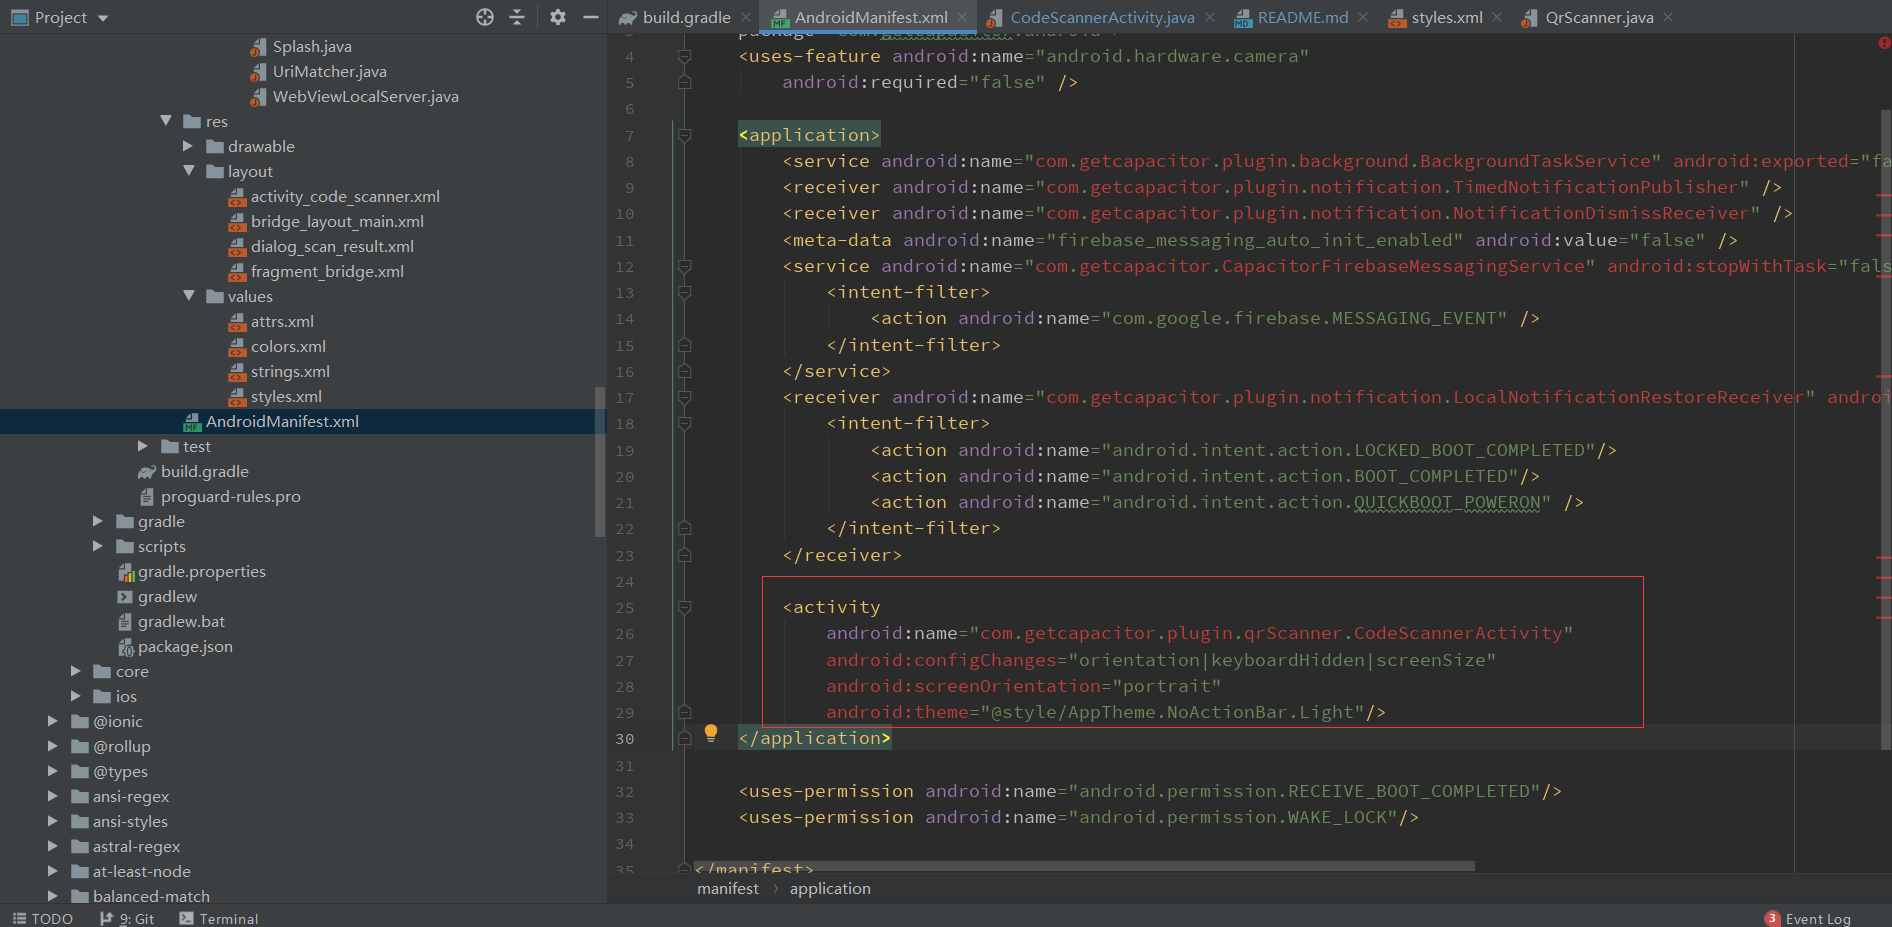 Project
build.gradle
AndroidManifest.xml
CodeScannerActivity.java
README.md
styles.xml
QrScanner.java
Splash.java
UriMatcher.java
WebViewLocalServer.java
res
drawable
layout
activity_code_scanner.xml
bridge_layout_main.xml
dialog_scan_result.xml
fragment_bridge.xml
values
attrs.xml
colors.xml
strings.xml
styles.xml
AndroidManifest.xml
test
build.gradle
proguard-rules.pro
gradle
scripts
gradle.properties
gradlew
gradlew.bat
package.json
core
ios
@ionic
@rollup
@types
ansi-regex
ansi-styles
astral-regex
at-least-node
balanced-match
4 <uses-feature android:name="android.hardware.camera"
5 android:required="false" />
6
7 <application>
8 <service android:name="com.getcapacitor.plugin.background.BackgroundTaskService" android:exported="fa
9 <receiver android:name="com.getcapacitor.plugin.notification.TimedNotificationPublisher" />
10 <receiver android:name="com.getcapacitor.plugin.notification.NotificationDismissReceiver" />
11 <meta-data android:name="firebase_messaging_auto_init_enabled" android:value="false" />
12 <service android:name="com.getcapacitor.CapacitorFirebaseMessagingService" android:stopWithTask="fals
13 <intent-filter>
14 <action android:name="com.google.firebase.MESSAGING_EVENT" />
15 </intent-filter>
16 </service>
17 <receiver android:name="com.getcapacitor.plugin.notification.LocalNotificationRestoreReceiver" androi
18 <intent-filter>
19 <action android:name="android.intent.action.LOCKED_BOOT_COMPLETED"/>
20 <action android:name="android.intent.action.BOOT_COMPLETED"/>
21 <action android:name="android.intent.action.QUICKBOOT_POWERON" />
22 </intent-filter>
23 </receiver>
24
25 <activity
26 android:name="com.getcapacitor.plugin.qrScanner.CodeScannerActivity"
27 android:configChanges="orientation|keyboardHidden|screenSize"
28 android:screenOrientation="portrait"
29 android:theme="@style/AppTheme.NoActionBar.Light"/>
30 </application>
31
32 <uses-permission android:name="android.permission.RECEIVE_BOOT_COMPLETED"/>
33 <uses-permission android:name="android.permission.WAKE_LOCK"/>
34
35 </manifest>
manifest › application
TODO
9: Git
Terminal
3 Event Log